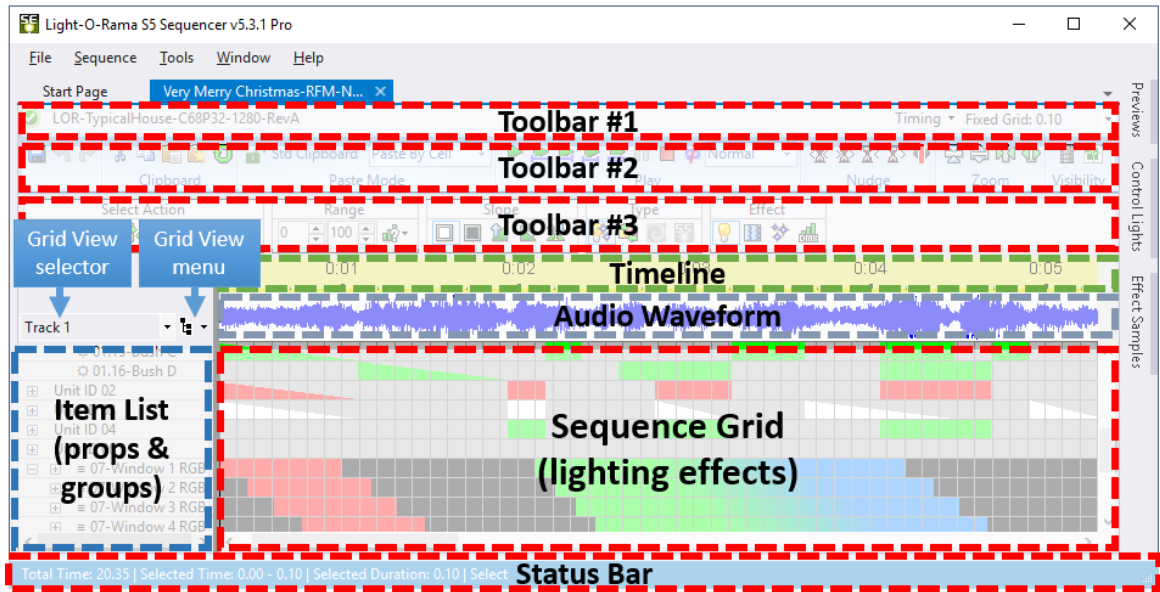 SE Light-O-Rama S5 Sequencer v5.3.1 Pro
File Sequence Tools Window Help
Start Page Very Merry Christmas-RFM-N...
Previews
Control Lights
Effect Samples
LOR-TypicalHouse-C68P32-1280-RevA Timing Fixed Grid: 0.10
Toolbar #1
Std Clipboard Paste By Cell Normal
Toolbar #2
Clipboard Paste Mode Play Nudge Zoom Visibility
Select Action Range Slope Type Effect
Toolbar #3
0 100
Grid View
selector
Grid View
menu
0:01 0:02 0:04 0:05
Timeline
Audio Waveform
Track 1
01.16-Bush D
Unit ID 02
Unit ID 04
07-Window 1 RGB
2 RGB
07-Window 3 RGB
07-Window 4 RGB
Item List
(props &
groups)
Sequence Grid
(lighting effects)
Total Time: 20.35 | Selected Time: 0.00 - 0.10 | Selected Duration: 0.10 | Select
Status Bar